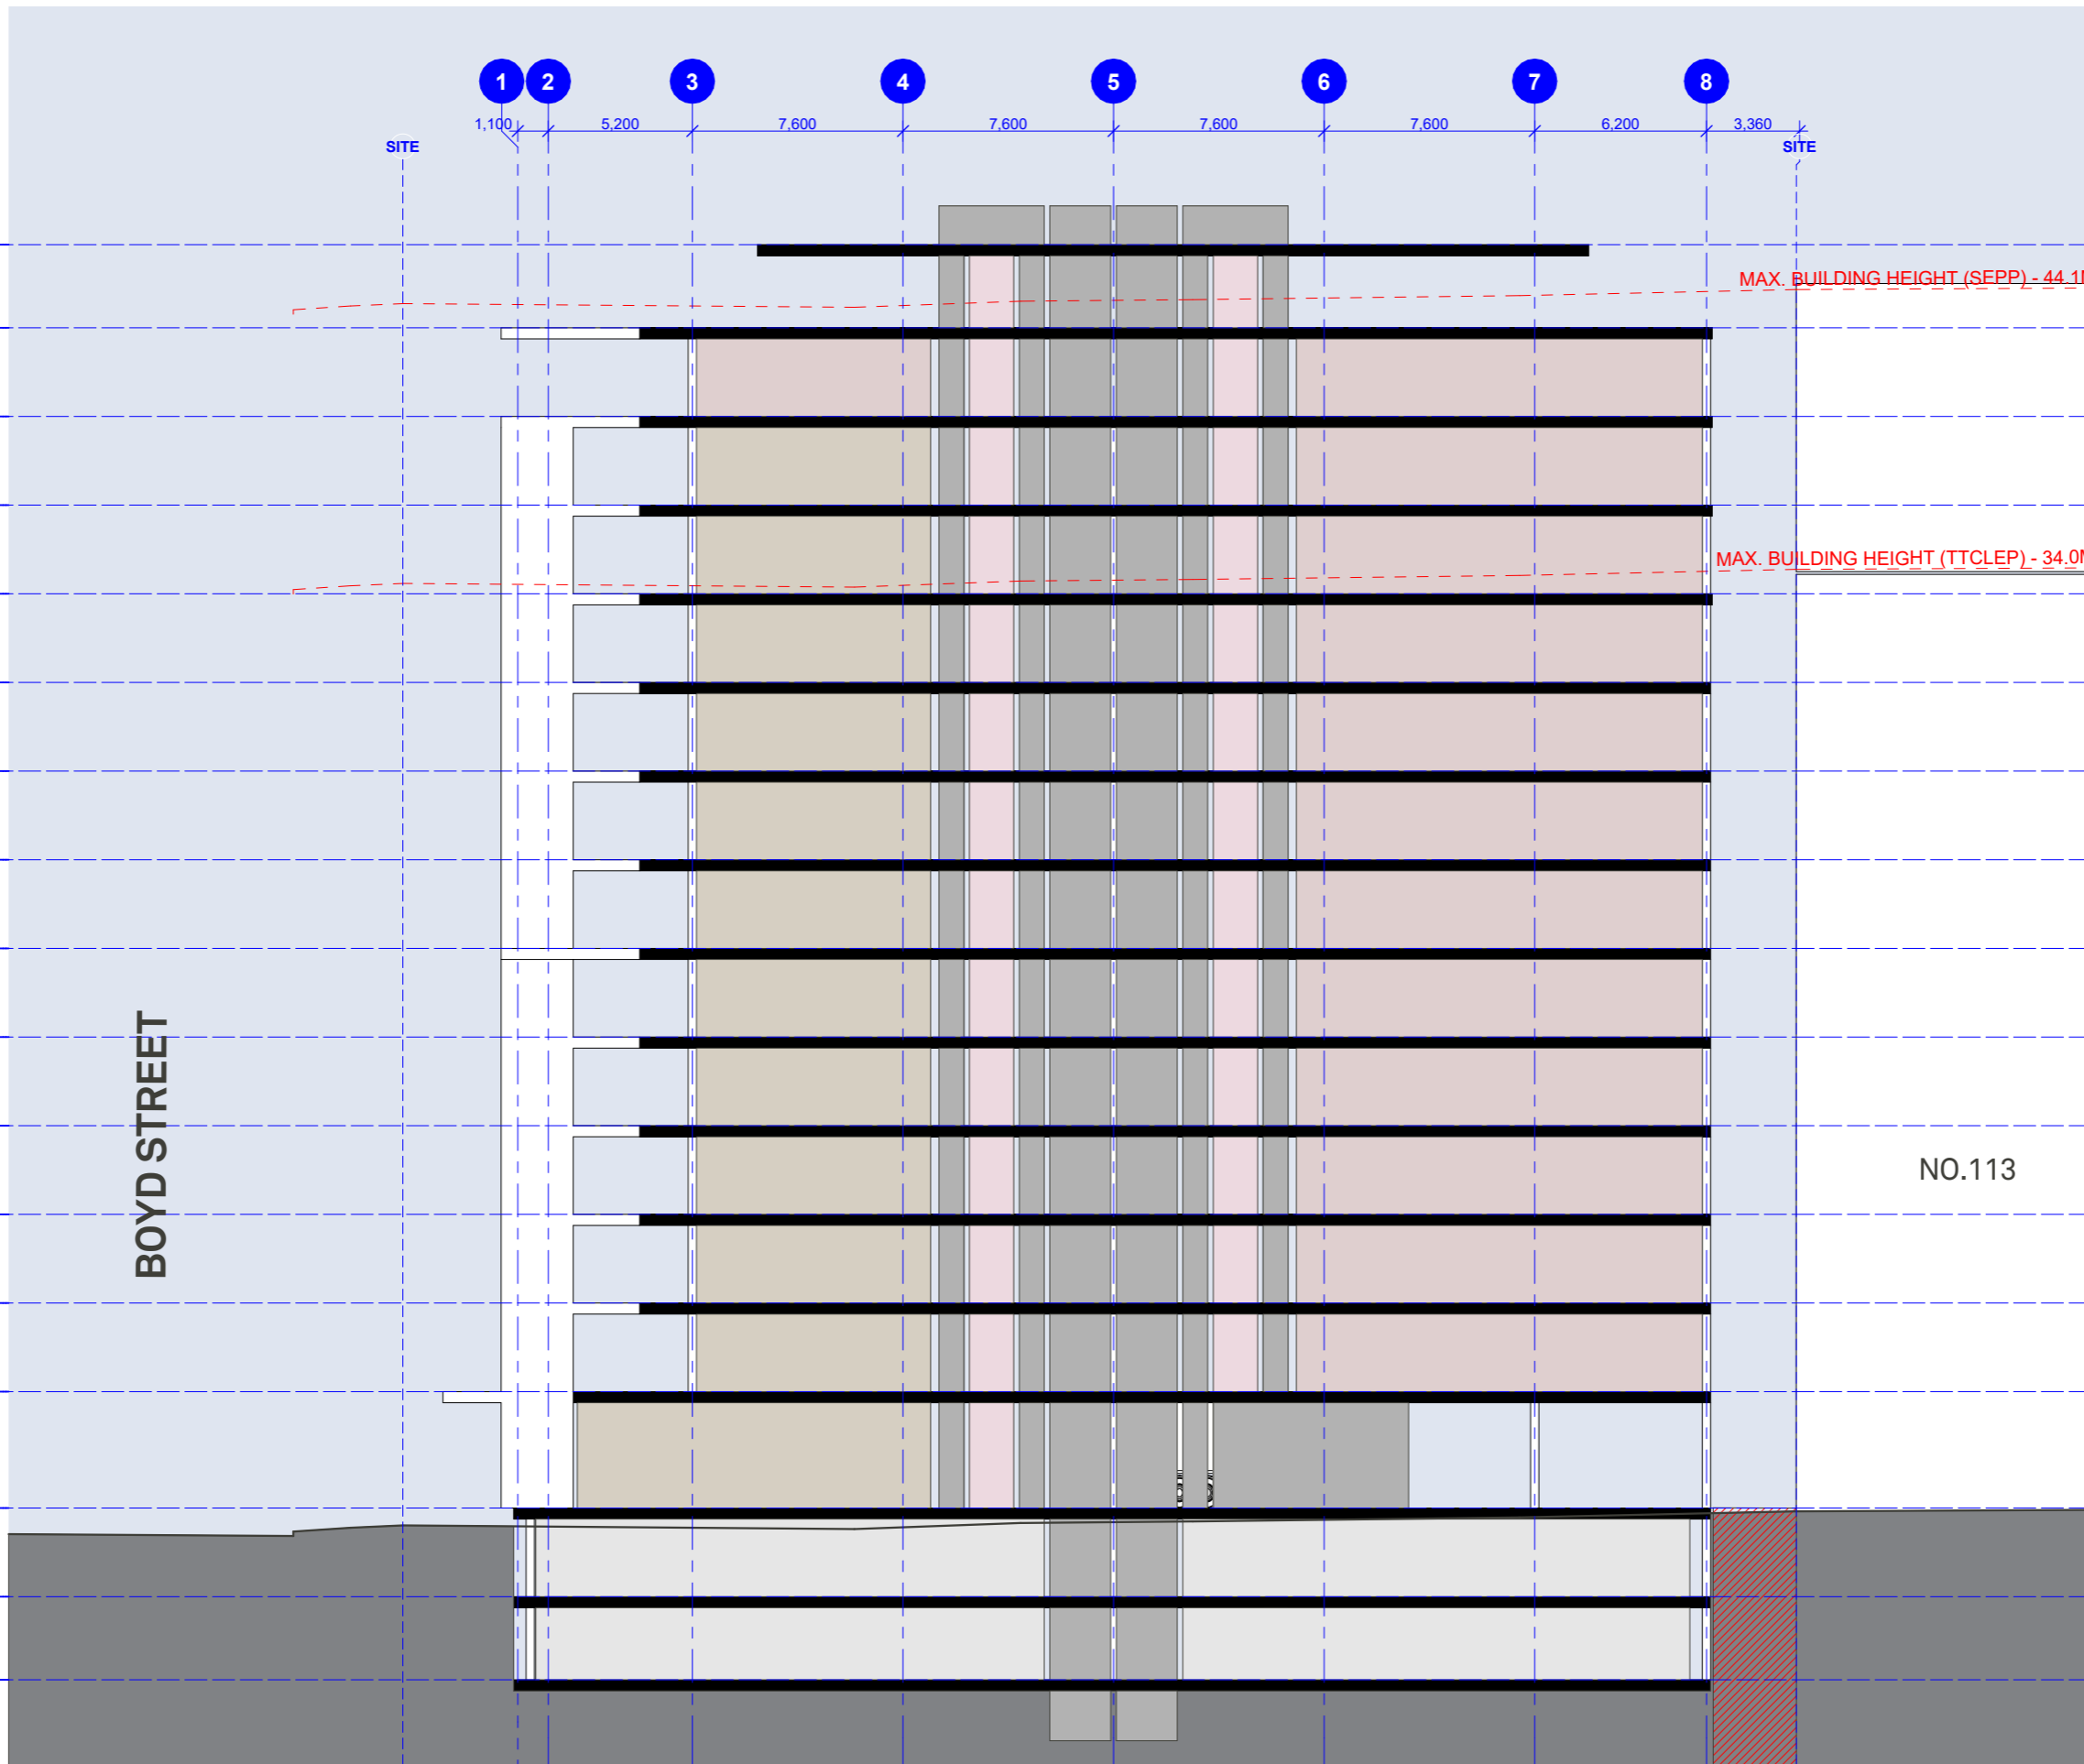 1 2 3 4 5 6 7 8
1,100 5,200 7,600 7,600 7,600 7,600 6,200 3,360
SITE SITE
MAX. BUILDING HEIGHT (SEPP) - 44.1
MAX. BUILDING HEIGHT (TTCLEP) - 34.0
BOYD STREET
NO.113